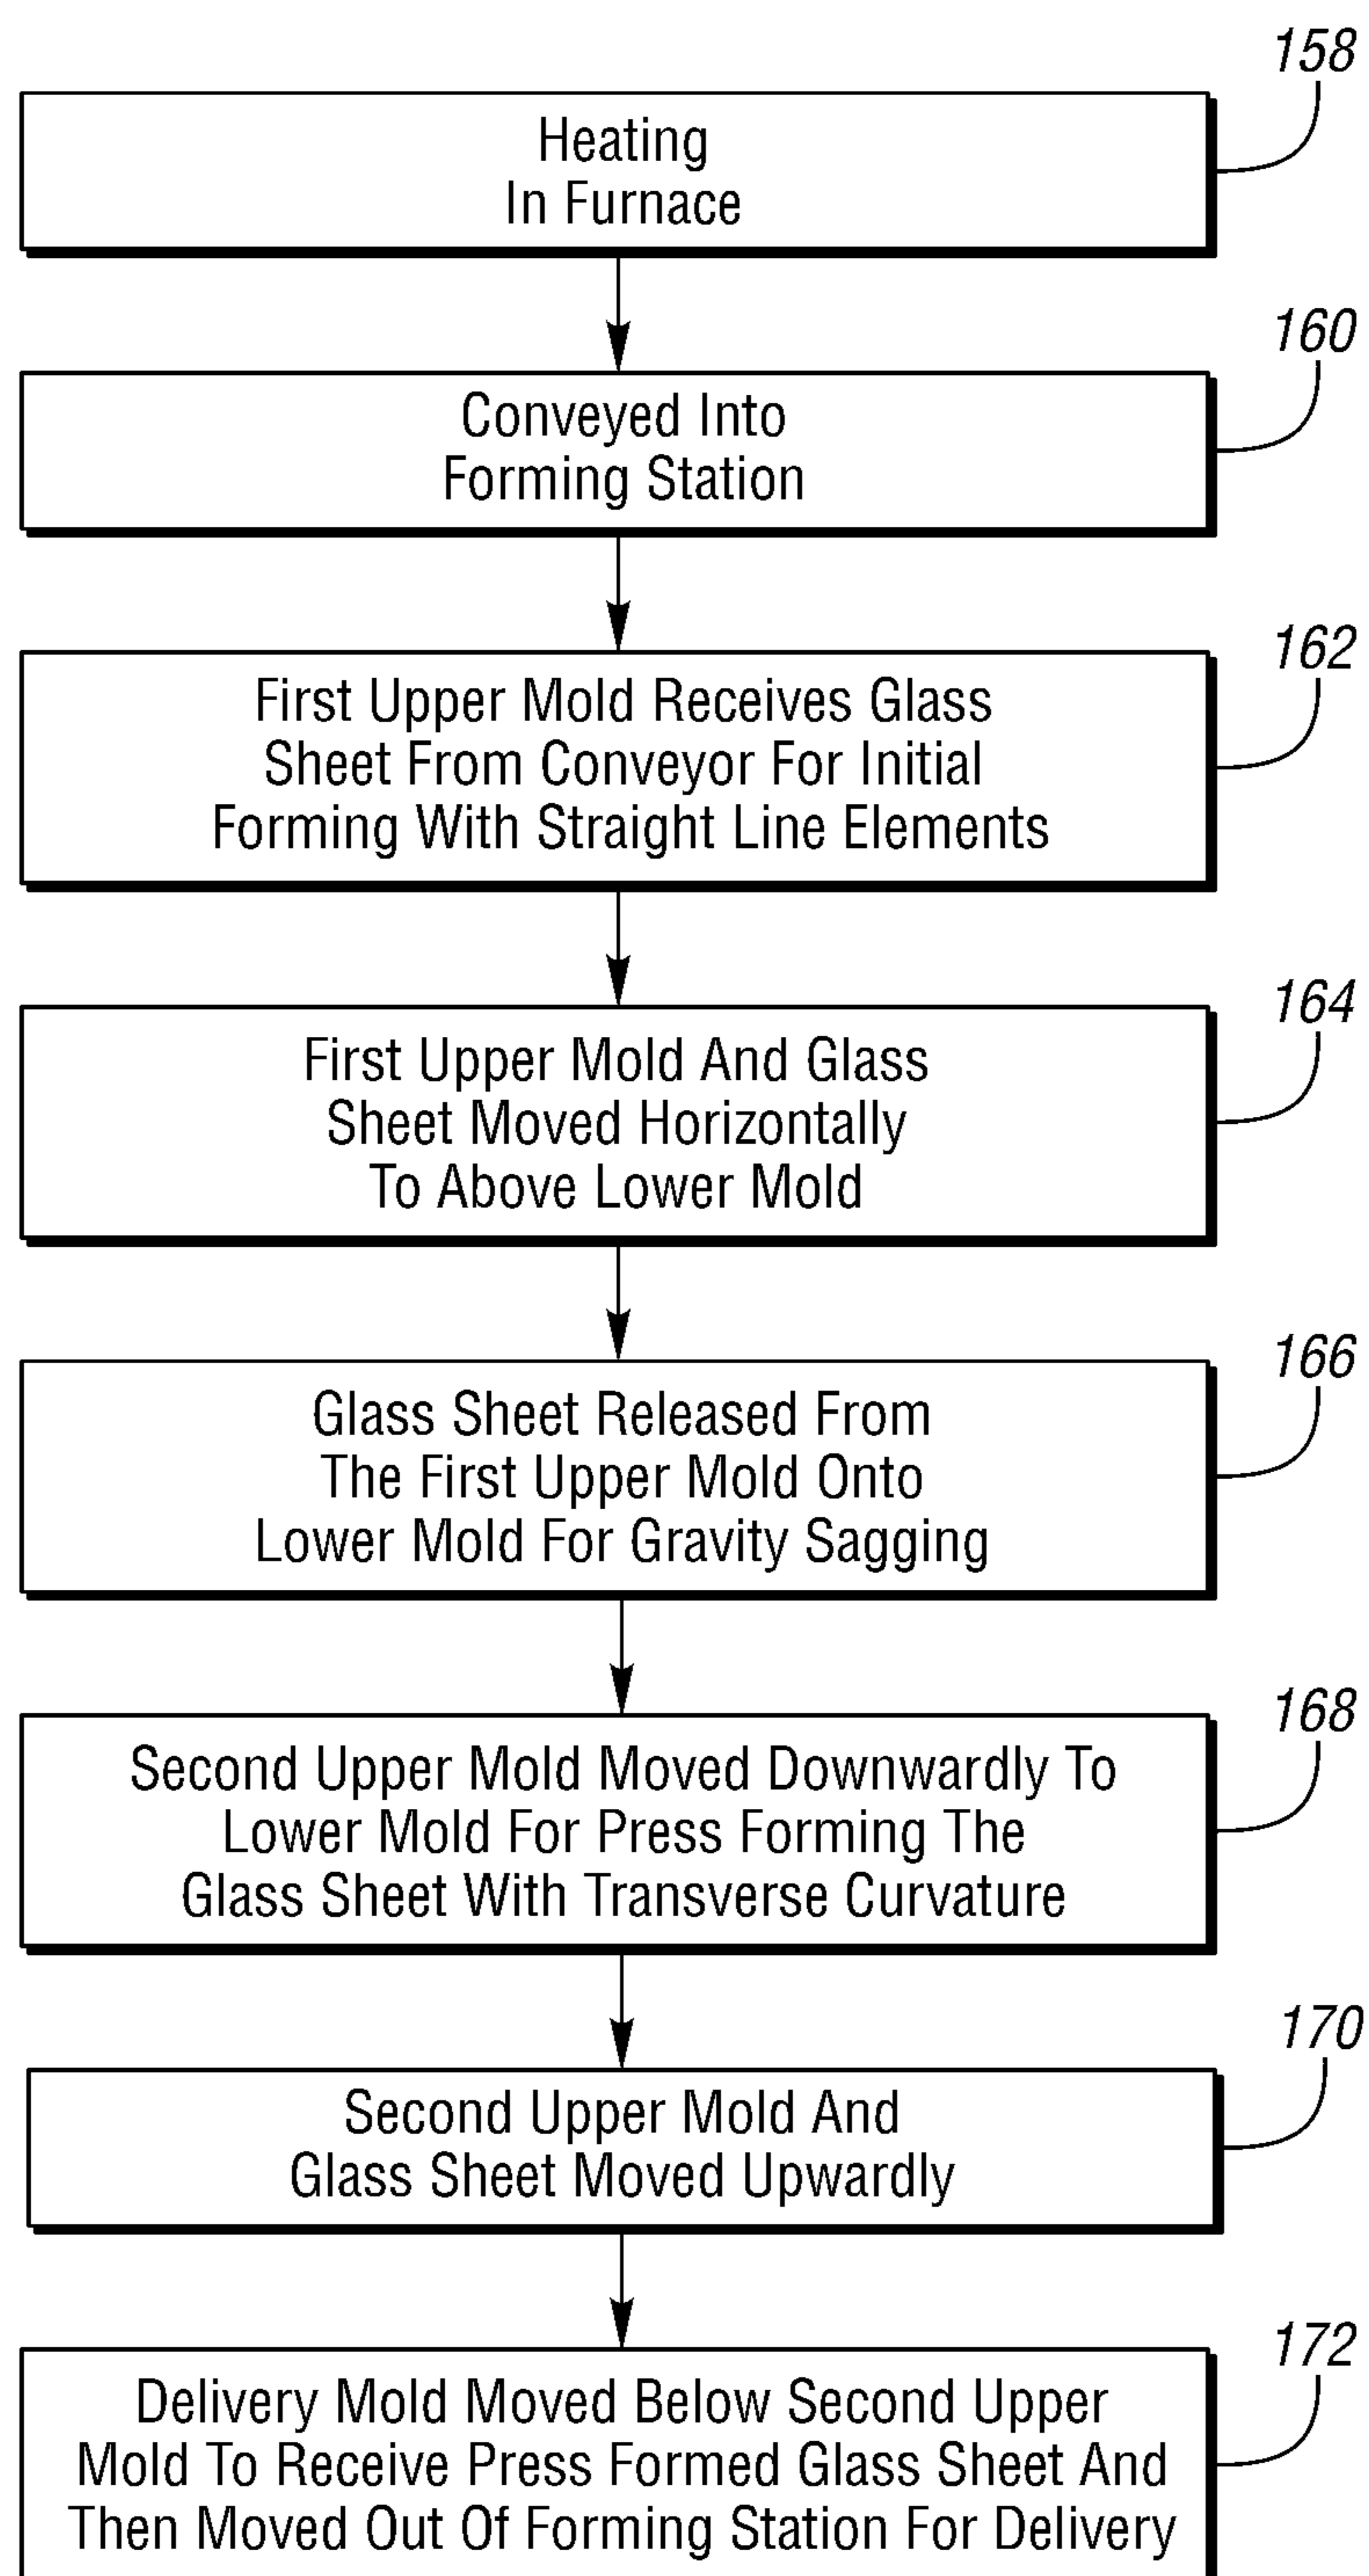 158
Heating
In Furnace
160
Conveyed Into
Forming Station
162
First Upper Mold Receives Glass
Sheet From Conveyor For Initial
Forming With Straight Line Elements
164
First Upper Mold And Glass
Sheet Moved Horizontally
To Above Lower Mold
166
Glass Sheet Released From
The First Upper Mold Onto
Lower Mold For Gravity Sagging
168
Second Upper Mold Moved Downwardly To
Lower Mold For Press Forming The
Glass Sheet With Transverse Curvature
170
Second Upper Mold And
Glass Sheet Moved Upwardly
172
Delivery Mold Moved Below Second Upper
Mold To Receive Press Formed Glass Sheet And
Then Moved Out Of Forming Station For Delivery